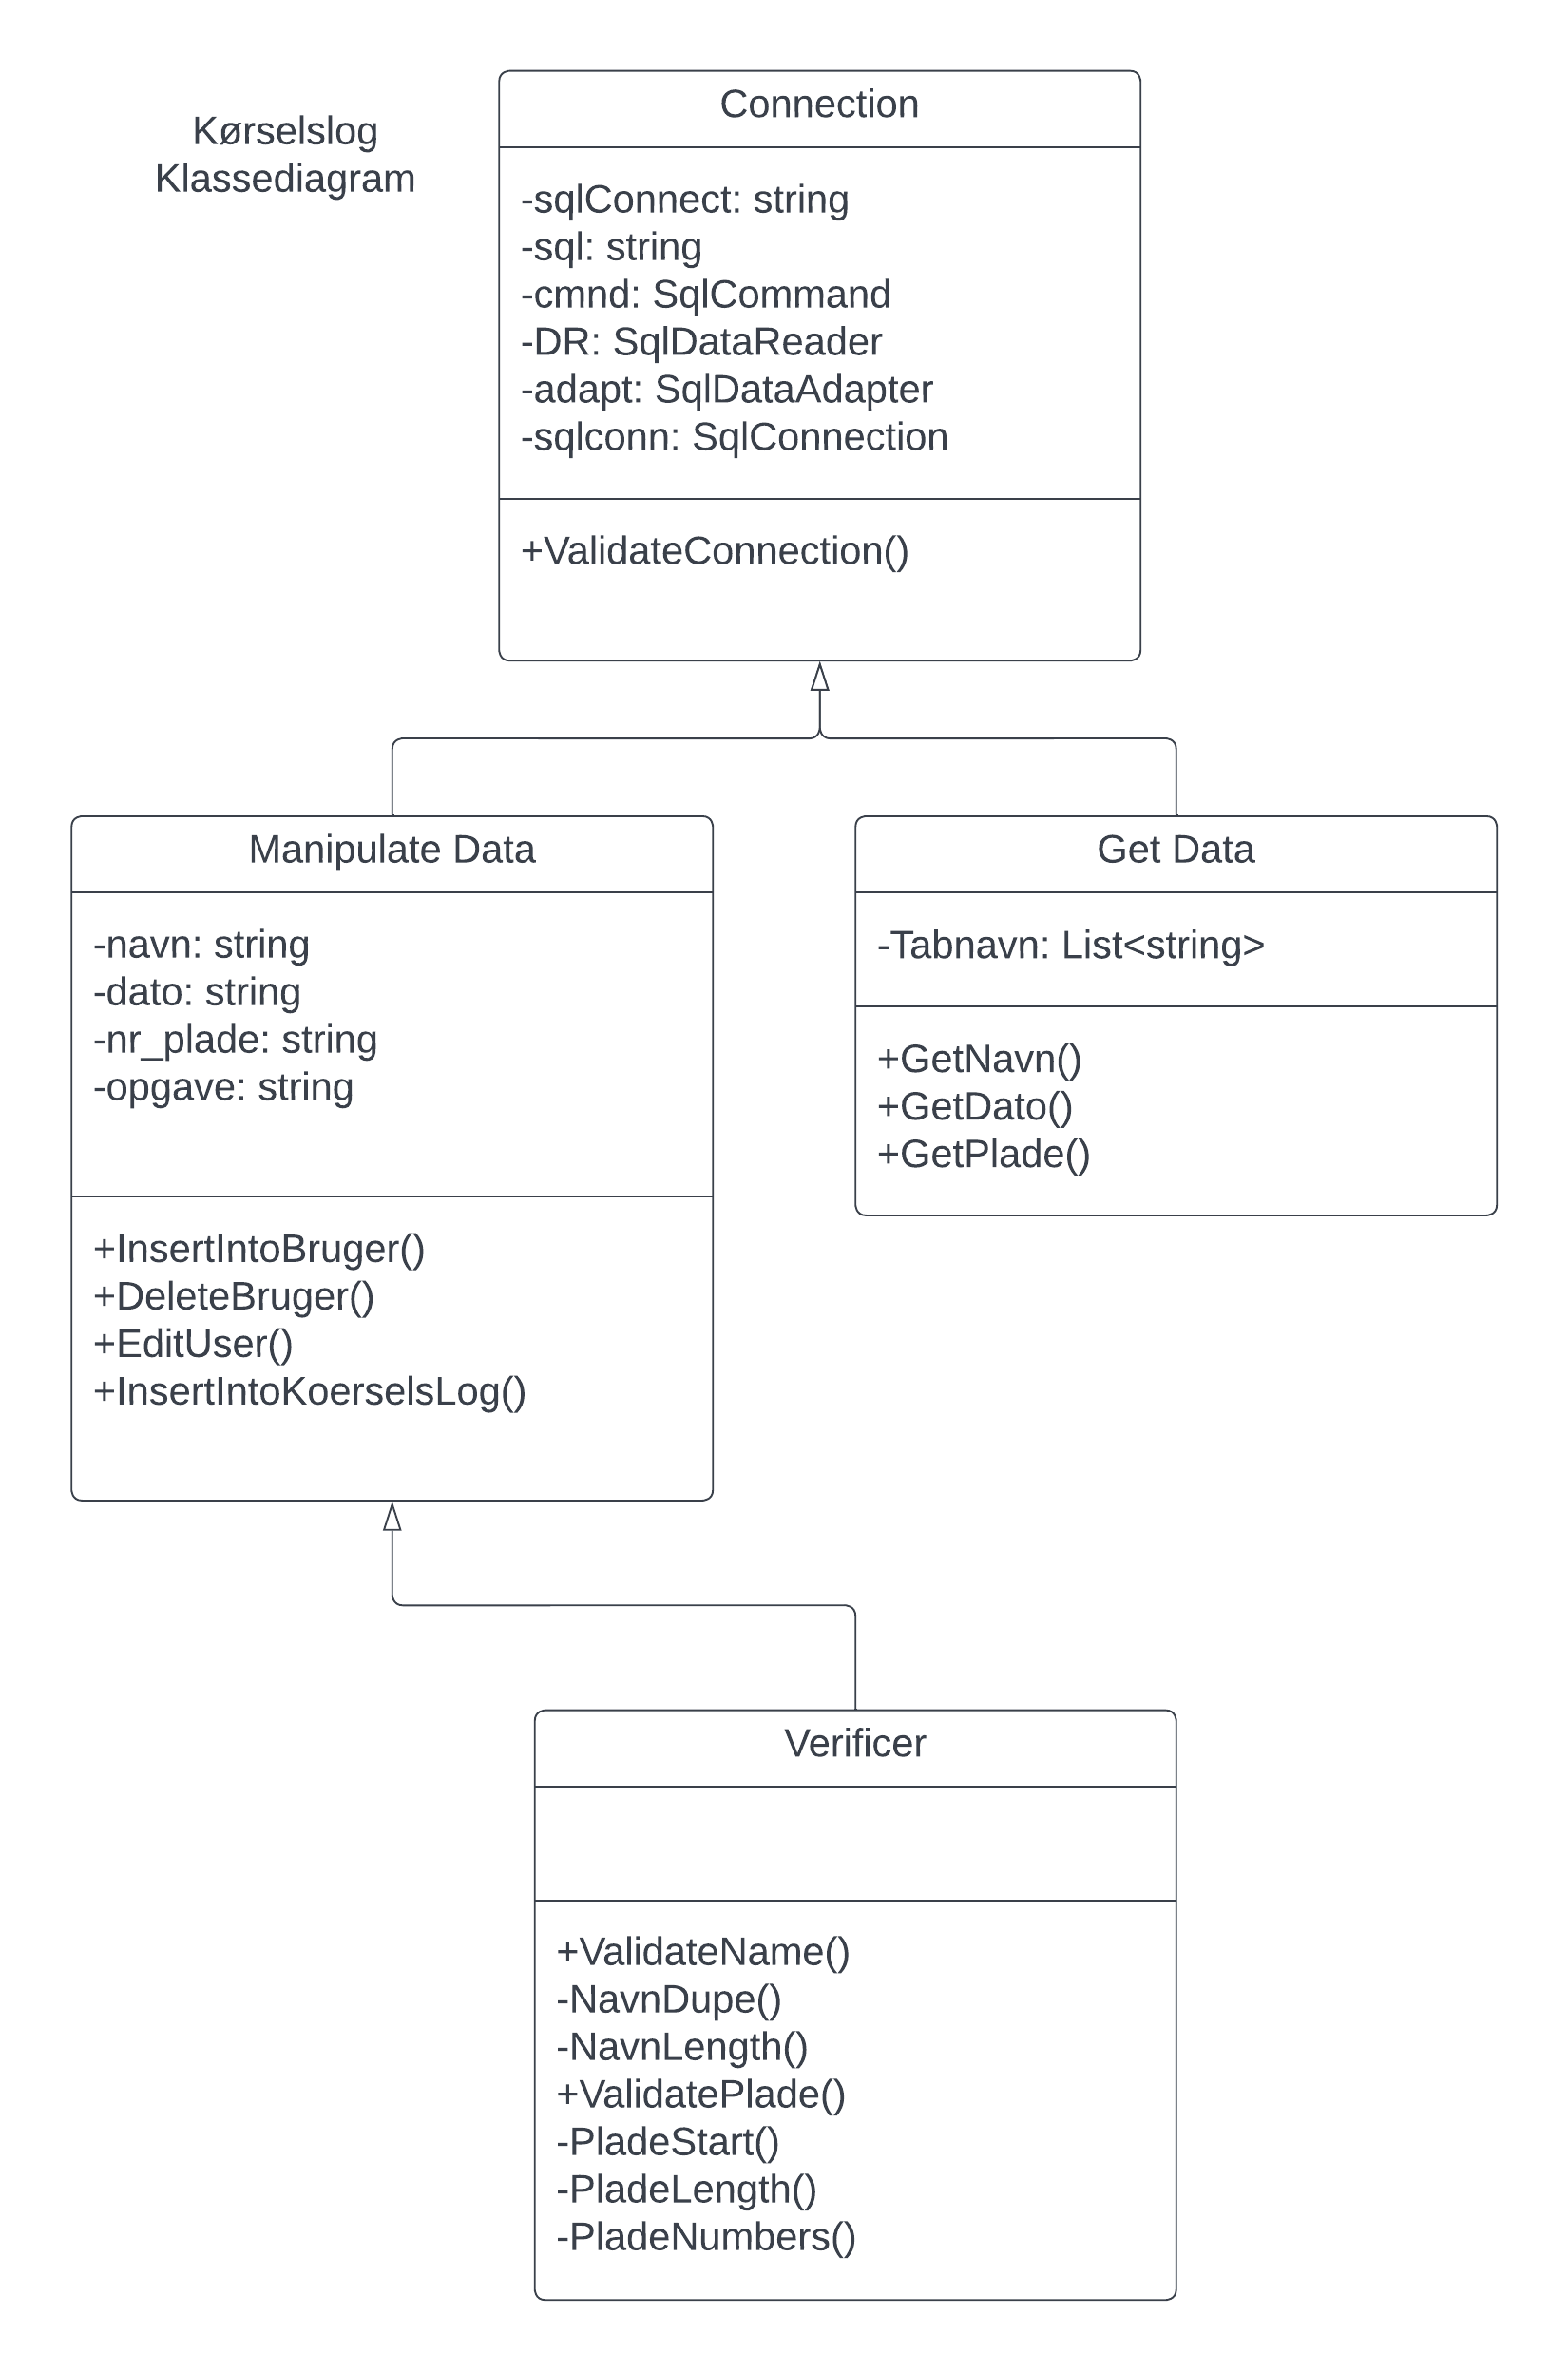 Kørselslog
Klassediagram
Connection
-sqlConnect: string
-sql: string
-cmnd: SqlCommand
-DR: SqlDataReader
-adapt: SqlDataAdapter
-sqlconn: SqlConnection
+ValidateConnection()
Manipulate Data
-navn: string
-dato: string
-nr_plade: string
-opgave: string
+InsertIntoBruger()
+DeleteBruger()
+EditUser()
+InsertIntoKoerselsLog()
Get Data
-Tabnavn: List<string>
+GetNavn()
+GetDato()
+GetPlade()
Verificer
+ValidateName()
-NavnDupe()
-NavnLength()
+ValidatePlade()
-PladeStart()
-PladeLength()
-PladeNumbers()